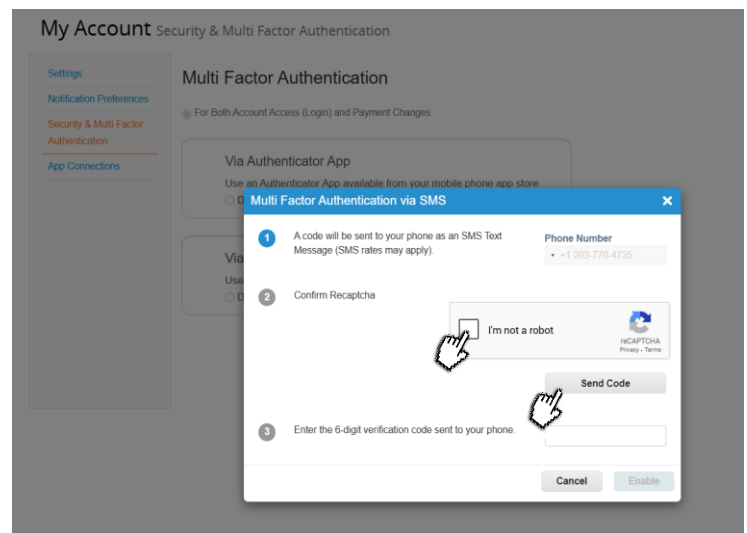 My Account Security & Multi Factor Authentication
Settings
Notification Preferences
Security & Multi Factor
Authentication
App Connections
Multi Factor Authentication
For Both Account Access (Login) and Payment Changes
Via Authenticator App
Use an Authenticator App available from your mobile phone app store.
D
Via
Use
D
Multi Factor Authentication via SMS
1
A code will be sent to your phone as an SMS Text
Message (SMS rates may apply).
Phone Number
+1 203-770-4735
2
Confirm Recaptcha
I'm not a robot
reCAPTCHA
Privacy - Terms
Send Code
3
Enter the 6-digit verification code sent to your phone.
Cancel
Enable